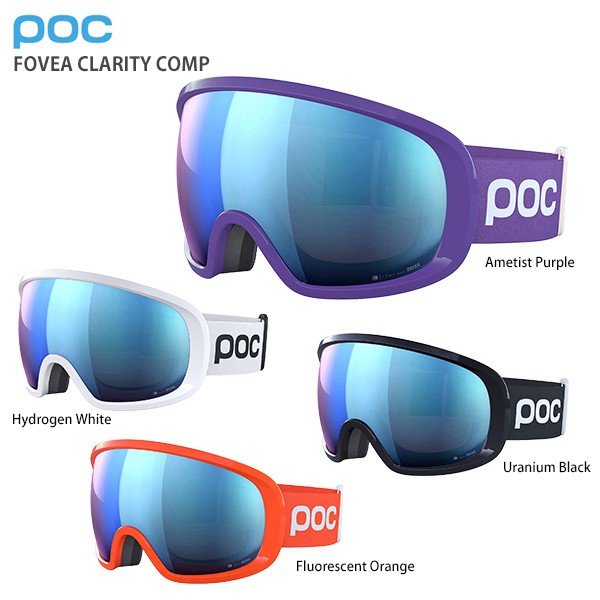 POC
FOVEA CLARITY COMP
POC
Ametist Purple
POC
Hydrogen White
POC
Uranium Black
POC
Fluorescent Orange